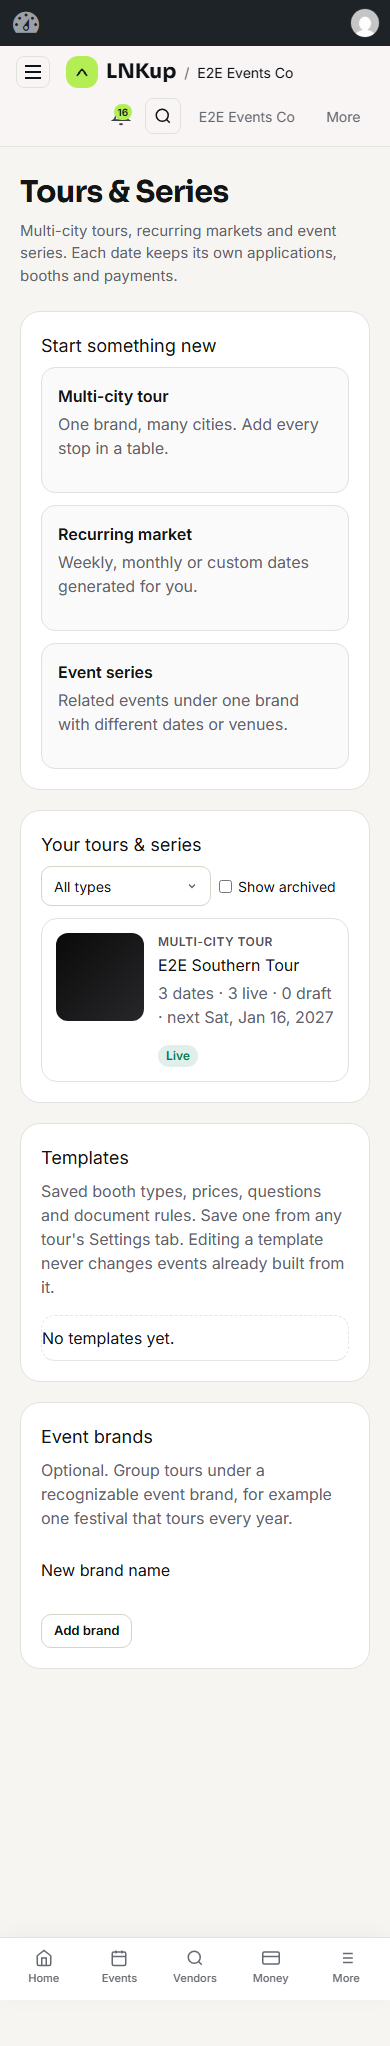 LNKup / E2E Events Co
16
E2E Events Co More
Tours & Series
Multi-city tours, recurring markets and event
series. Each date keeps its own applications,
booths and payments.
Start something new
Multi-city tour
One brand, many cities. Add every
stop in a table.
Recurring market
Weekly, monthly or custom dates
generated for you.
Event series
Related events under one brand
with different dates or venues.
Your tours & series
All types
Show archived
MULTI-CITY TOUR
E2E Southern Tour
3 dates · 3 live · 0 draft
· next Sat, Jan 16, 2027
Live
Templates
Saved booth types, prices, questions
and document rules. Save one from any
tour's Settings tab. Editing a template
never changes events already built from
it.
No templates yet.
Event brands
Optional. Group tours under a
recognizable event brand, for example
one festival that tours every year.
New brand name
Add brand
Home Events Vendors Money More